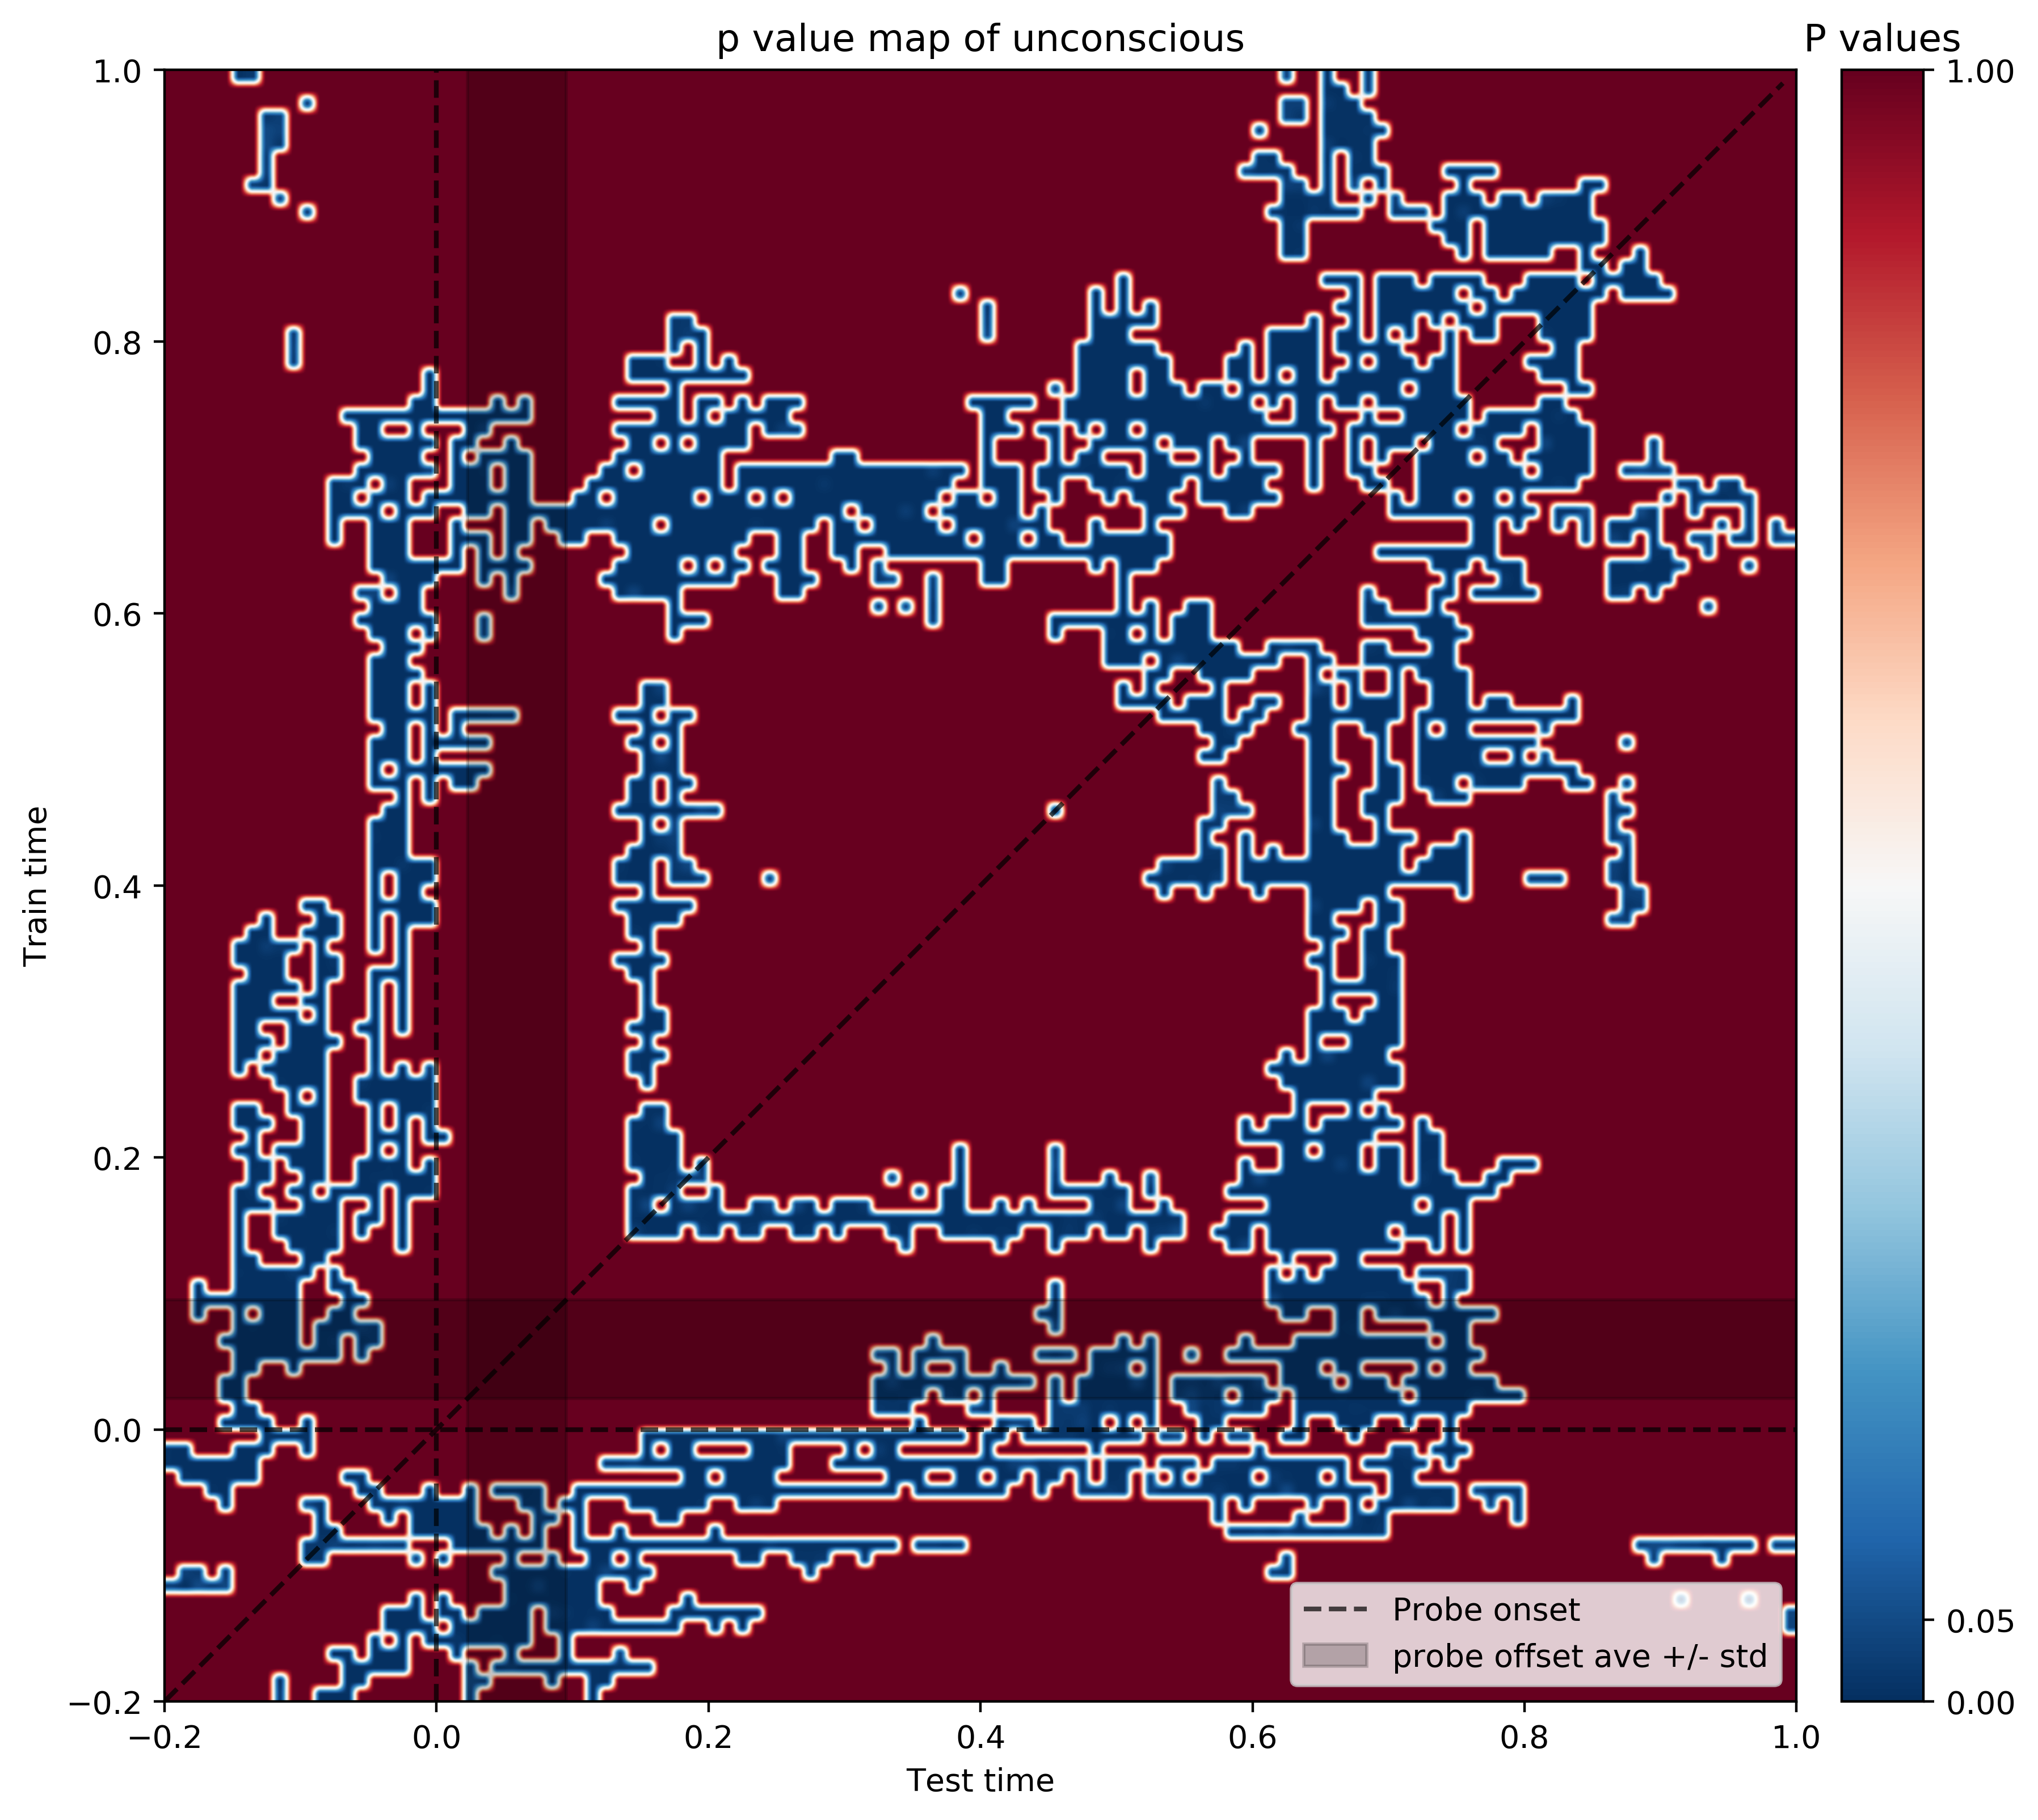 p value map of unconscious
P values
1.0
0.8
0.6
0.4
0.2
0.0
−0.2
Train time
−0.2
0.0
0.2
0.4
0.6
0.8
1.0
Test time
Probe onset
probe offset ave +/- std
1.00
0.05
0.00